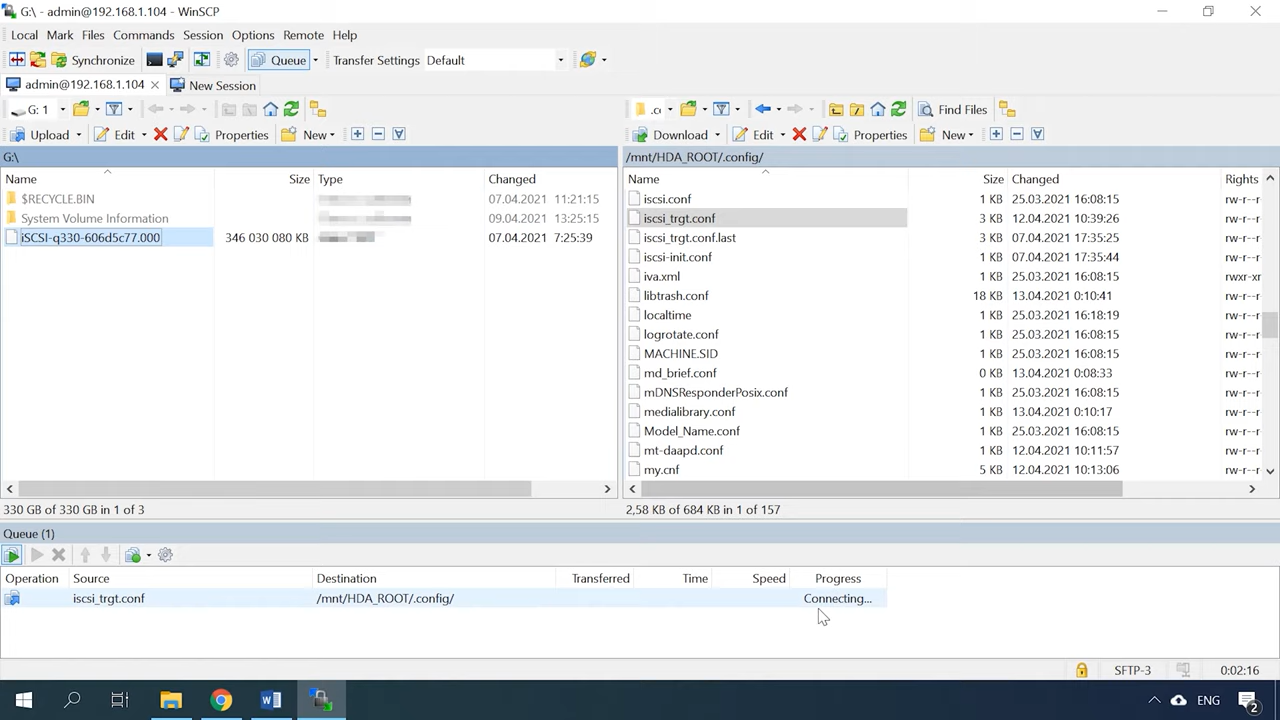 G:\ - admin@192.168.1.104 - WinSCP
Local Mark Files Commands Session Options Remote Help
Synchronize Queue Transfer Settings Default
admin@192.168.1.104 New Session
G: 1 Find Files
Upload Edit Properties New Download Edit Properties New
G:\ /mnt/HDA_ROOT/.config/
Name Size Type Changed Name Size Changed Rights
$RECYCLE.BIN 07.04.2021 11:21:15 iscsi.conf 1 KB 25.03.2021 16:08:15 rw-r--r
System Volume Information 09.04.2021 13:25:15 iscsi_trgt.conf 3 KB 12.04.2021 10:39:26 rw-r--r
iSCSI-q330-606d5c77.000 346 030 080 KB 07.04.2021 7:25:39 iscsi_trgt.conf.last 3 KB 07.04.2021 17:35:25 rw-r--r
iscsi-init.conf 1 KB 07.04.2021 17:35:44 rw-r--r
iva.xml 1 KB 25.03.2021 16:08:15 rwxr-xr
libtrash.conf 18 KB 13.04.2021 0:10:41 rw-r--r
localtime 1 KB 25.03.2021 16:18:19 rw-r--r
logrotate.conf 1 KB 25.03.2021 16:08:15 rw-r--r
MACHINE.SID 1 KB 25.03.2021 16:08:15 rw-r--r
md_brief.conf 0 KB 13.04.2021 0:08:33 rw-r--r
mDNSResponderPosix.conf 1 KB 25.03.2021 16:08:15 rw-r--r
medialibrary.conf 1 KB 13.04.2021 0:10:17 rw-r--r
Model_Name.conf 1 KB 25.03.2021 16:08:15 rw-r--r
mt-daapd.conf 1 KB 12.04.2021 10:11:57 rw-r--r
my.cnf 5 KB 12.04.2021 10:13:06 rw-r--r
330 GB of 330 GB in 1 of 3 2,58 KB of 684 KB in 1 of 157
Queue (1)
Operation Source Destination Transferred Time Speed Progress
iscsi_trgt.conf /mnt/HDA_ROOT/.config/ Connecting...
SFTP-3 0:02:16
ENG 2